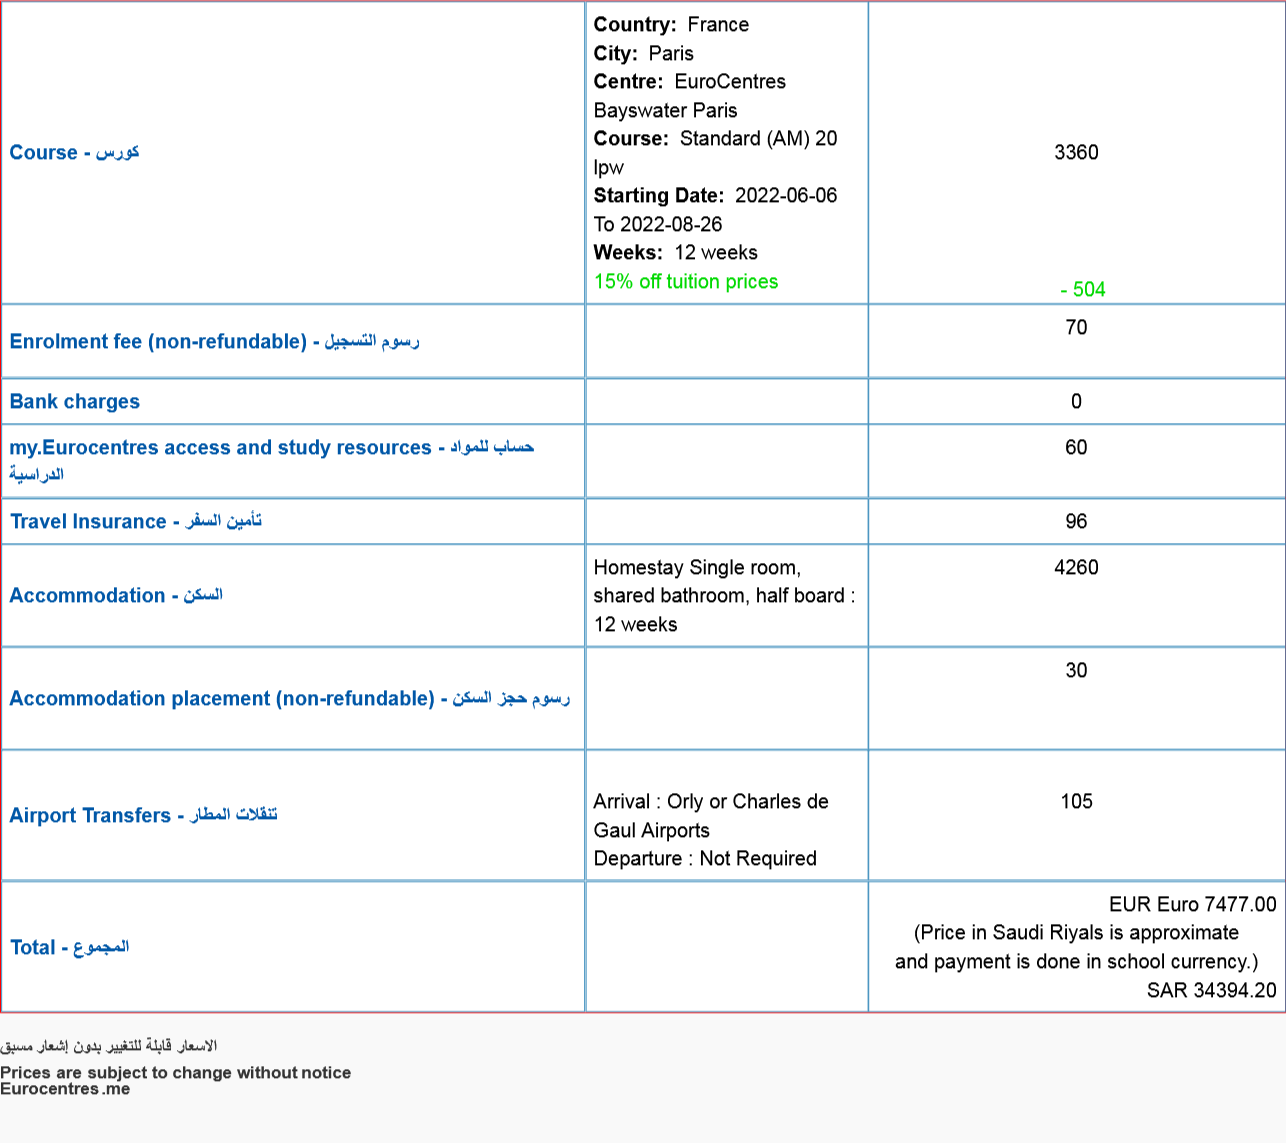 Country: France
City: Paris
Centre: EuroCentres
Bayswater Paris
Course: Standard (AM) 20
lpw
Starting Date: 2022-06-06
To 2022-08-26
Weeks: 12 weeks
15% off tuition prices
Course - كورس
3360
- 504
Enrolment fee (non-refundable) - رسوم التسجيل
70
Bank charges
0
my.Eurocentres access and study resources - حساب للمواد
الدراسية
60
Travel Insurance - تأمين السفر
96
Accommodation - السكن
Homestay Single room,
shared bathroom, half board :
12 weeks
4260
Accommodation placement (non-refundable) - رسوم حجز السكن
30
Airport Transfers - تنقلات المطار
Arrival : Orly or Charles de
Gaul Airports
Departure : Not Required
105
Total - المجموع
EUR Euro 7477.00
(Price in Saudi Riyals is approximate
and payment is done in school currency.)
SAR 34394.20
الاسعار قابلة للتغيير بدون إشعار مسبق
Prices are subject to change without notice
Eurocentres.me